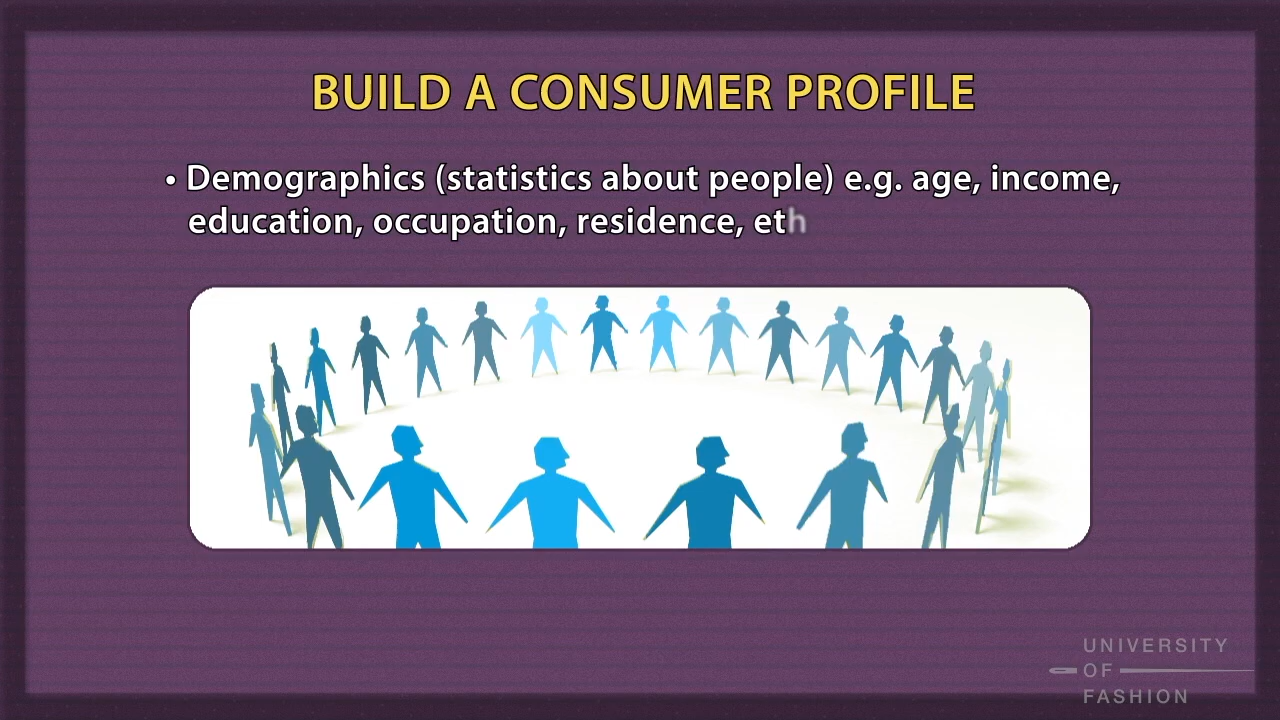 BUILD A CONSUMER PROFILE
• Demographics (statistics about people) e.g. age, income,
education, occupation, residence, eth
UNIVERSITY
OF
FASHION